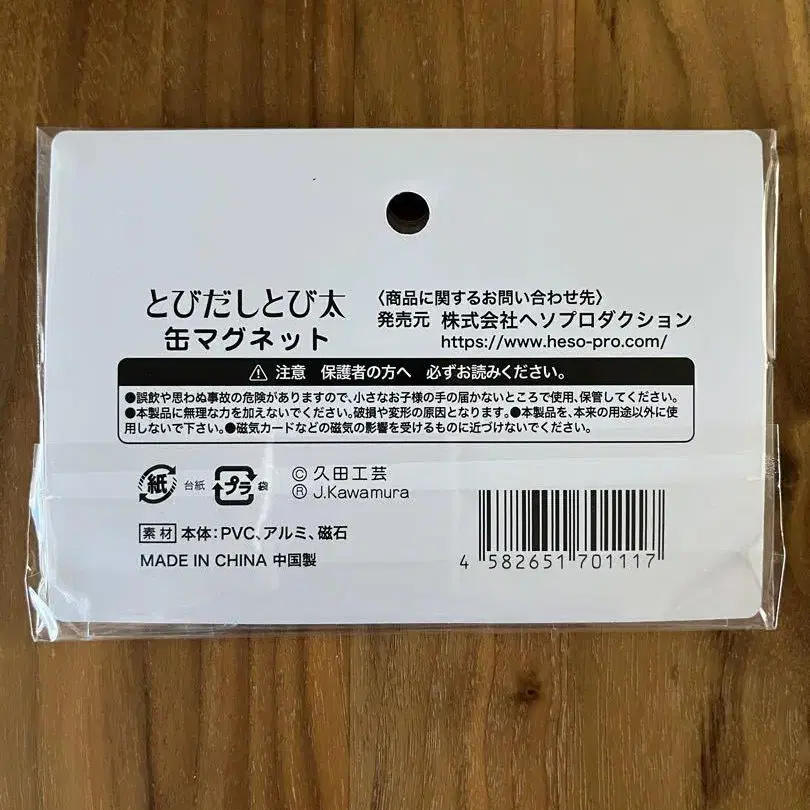 とびだしとび太
缶マグネット
〈商品に関するお問い合わせ先〉
発売元 株式会社ヘソプロダクション
https://www.heso-pro.com/
⚠ 注意 保護者の方へ 必ずお読みください。
●誤飲や思わぬ事故の危険がありますので、小さなお子様の手の届かないところで使用、保管してください。
●本製品に無理な力を加えないでください。破損や変形の原因となります。●本製品を、本来の用途以外に使
用しないで下さい。●磁気カードなどの磁気の影響を受けるものに近づけないでください。
紙 台紙 プラ 袋
© 久田工芸
® J.Kawamura
素材 本体:PVC、アルミ、磁石
MADE IN CHINA 中国製
4 582651 701117